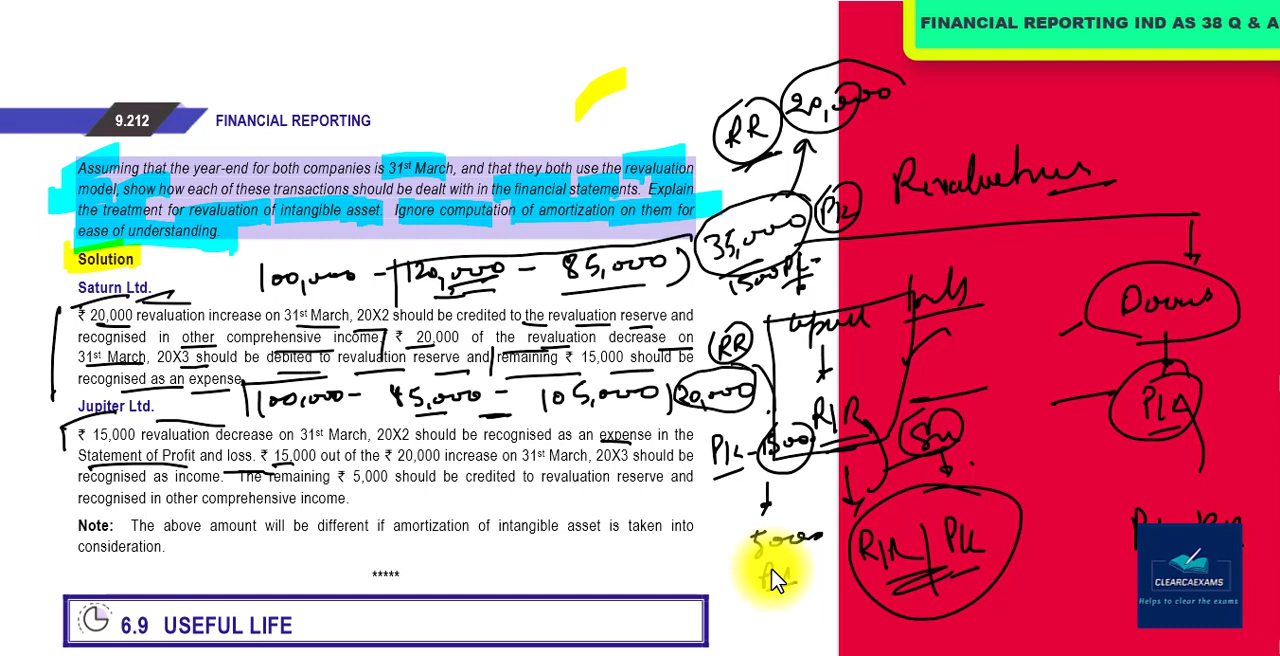 FINANCIAL REPORTING IND AS 38 Q & A
9.212 FINANCIAL REPORTING
Assuming that the year-end for both companies is 31st March, and that they both use the revaluation
model, show how each of these transactions should be dealt with in the financial statements. Explain
the treatment for revaluation of intangible asset. Ignore computation of amortization on them for
ease of understanding.
Solution
100,000 - 120,000 - 85,000)
Saturn Ltd.
₹ 20,000 revaluation increase on 31st March, 20X2 should be credited to the revaluation reserve and
recognised in other comprehensive income. ₹ 20,000 of the revaluation decrease on
31st March, 20X3 should be debited to revaluation reserve and remaining ₹ 15,000 should be
recognised as an expense.
100,000 - 85,000 - 105,000) 20,000
Jupiter Ltd.
₹ 15,000 revaluation decrease on 31st March, 20X2 should be recognised as an expense in the
Statement of Profit and loss. ₹ 15,000 out of the ₹ 20,000 increase on 31st March, 20X3 should be
recognised as income. The remaining ₹ 5,000 should be credited to revaluation reserve and
recognised in other comprehensive income.
Note: The above amount will be different if amortization of intangible asset is taken into
consideration.
*****
6.9 USEFUL LIFE
RR 20,000
35,000
RR
R/R
P/L
CLEARCAEXAMS
Helps to clear the exams